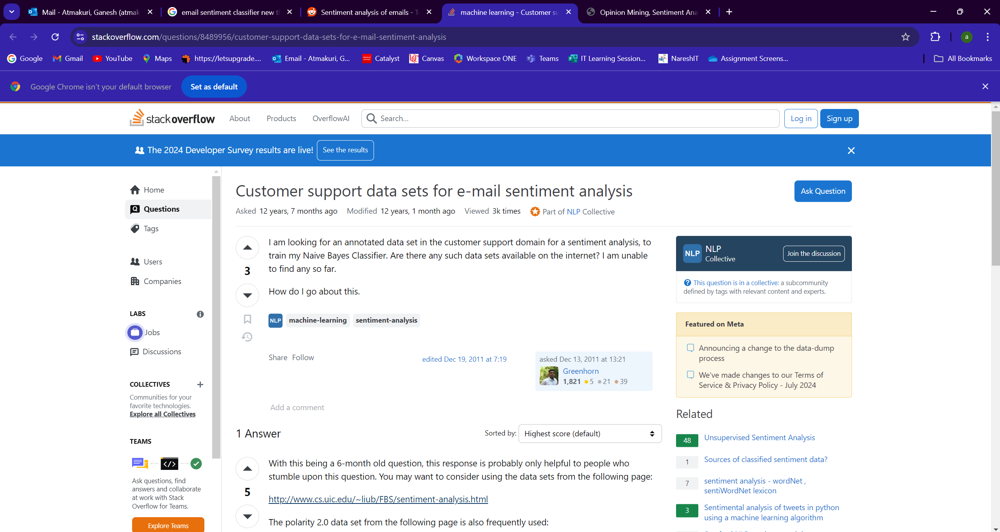 Mail - Atmakuri, Ganesh (atmak
email sentiment classifier new t
Sentiment analysis of emails - T
machine learning - Customer su
Opinion Mining, Sentiment Ana
stackoverflow.com/questions/8489956/customer-support-data-sets-for-e-mail-sentiment-analysis
a
Google
Gmail
YouTube
Maps
https://letsupgrade....
Email - Atmakuri, G...
Catalyst
Canvas
Workspace ONE
Teams
IT Learning Session...
NareshIT
Assignment Screens...
All Bookmarks
Google Chrome isn't your default browser
Set as default
stackoverflow
About
Products
OverflowAI
Search...
Log in
Sign up
The 2024 Developer Survey results are live!
See the results
Home
Questions
Tags
Users
Companies
LABS
Jobs
Discussions
COLLECTIVES
Communities for your
favorite technologies.
Explore all Collectives
TEAMS
Ask questions, find
answers and collaborate
at work with Stack
Overflow for Teams.
Explore Teams
Customer support data sets for e-mail sentiment analysis
Ask Question
Asked 12 years, 7 months ago Modified 12 years, 1 month ago Viewed 3k times Part of NLP Collective
3
I am looking for an annotated data set in the customer support domain for a sentiment analysis, to
train my Naive Bayes Classifier. Are there any such data sets available on the internet? I am unable
to find any so far.
How do I go about this.
NLP machine-learning sentiment-analysis
Share Follow
edited Dec 19, 2011 at 7:19
asked Dec 13, 2011 at 13:21
Greenhorn
1,821 5 21 39
Add a comment
1 Answer
Sorted by: Highest score (default)
5
With this being a 6-month old question, this response is probably only helpful to people who
stumble upon this question. You may want to consider using the data sets from the following page:
http://www.cs.uic.edu/~liub/FBS/sentiment-analysis.html
The polarity 2.0 data set from the following page is also frequently used:
NLP
NLP
Collective
Join the discussion
This question is in a collective: a subcommunity
defined by tags with relevant content and experts.
Featured on Meta
Announcing a change to the data-dump
process
We've made changes to our Terms of
Service & Privacy Policy - July 2024
Related
48 Unsupervised Sentiment Analysis
1 Sources of classified sentiment data?
7 sentiment analysis - wordNet ,
sentiWordNet lexicon
3 Sentimental analysis of tweets in python
using a machine learning algorithm